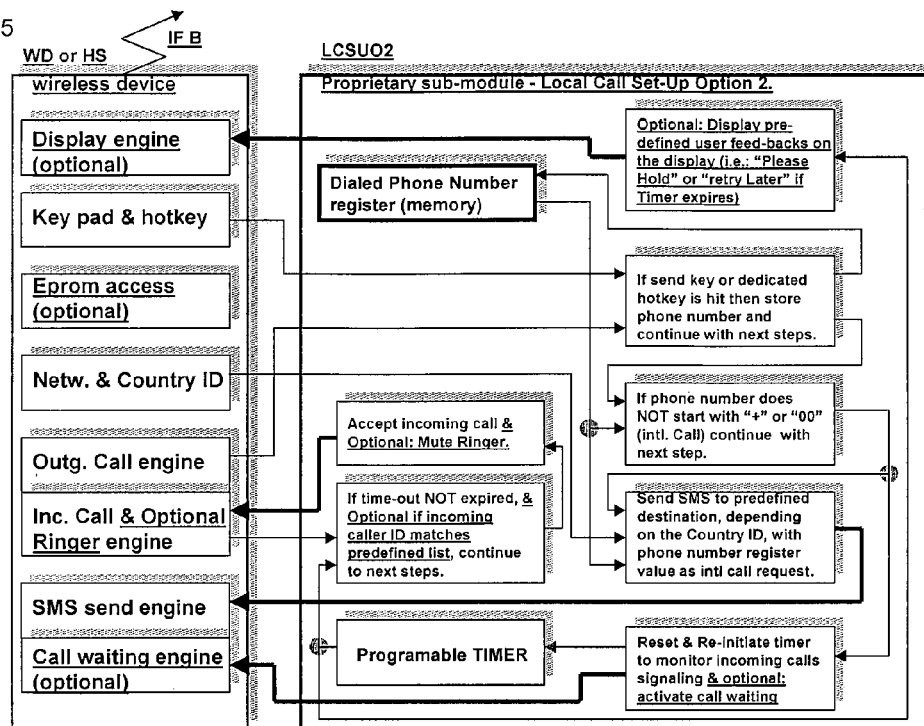 5
IF B
WD or HS
wireless device
Display engine
(optional)
Key pad & hotkey
Eprom access
(optional)
Netw. & Country ID
Outg. Call engine
Inc. Call & Optional
Ringer engine
SMS send engine
Call waiting engine
(optional)
LCSUO2
Proprietary sub-module - Local Call Set-Up Option 2.
Optional: Display pre-
defined user feed-backs on
the display (i.e.: “Please
Hold” or “retry Later” if
Timer expires)
Dialed Phone Number
register (memory)
If send key or dedicated
hotkey is hit then store
phone number and
continue with next steps.
If phone number does
NOT start with “+” or “00”
(intl. Call) continue with
next step.
Accept incoming call &
Optional: Mute Ringer.
If time-out NOT expired, &
Optional if incoming
caller ID matches
predefined list, continue
to next steps.
Send SMS to predefined
destination, depending
on the Country ID, with
phone number register
value as intl call request.
Programable TIMER
Reset & Re-initiate timer
to monitor incoming calls
signaling & optional:
activate call waiting